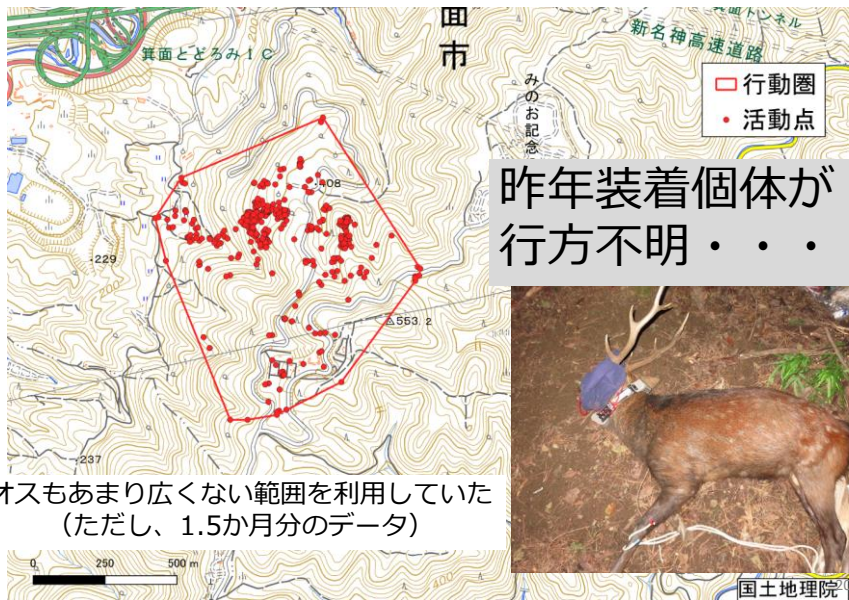 面
市
箕面とどろみIC
箕面トンネル
新名神高速道路
みのお記念
行動圏
活動点
昨年装着個体が
行方不明・・・
408
229
200
553.2
237
オスもあまり広くない範囲を利用していた
（ただし、1.5か月分のデータ）
0 250 500 m
400
国土地理院